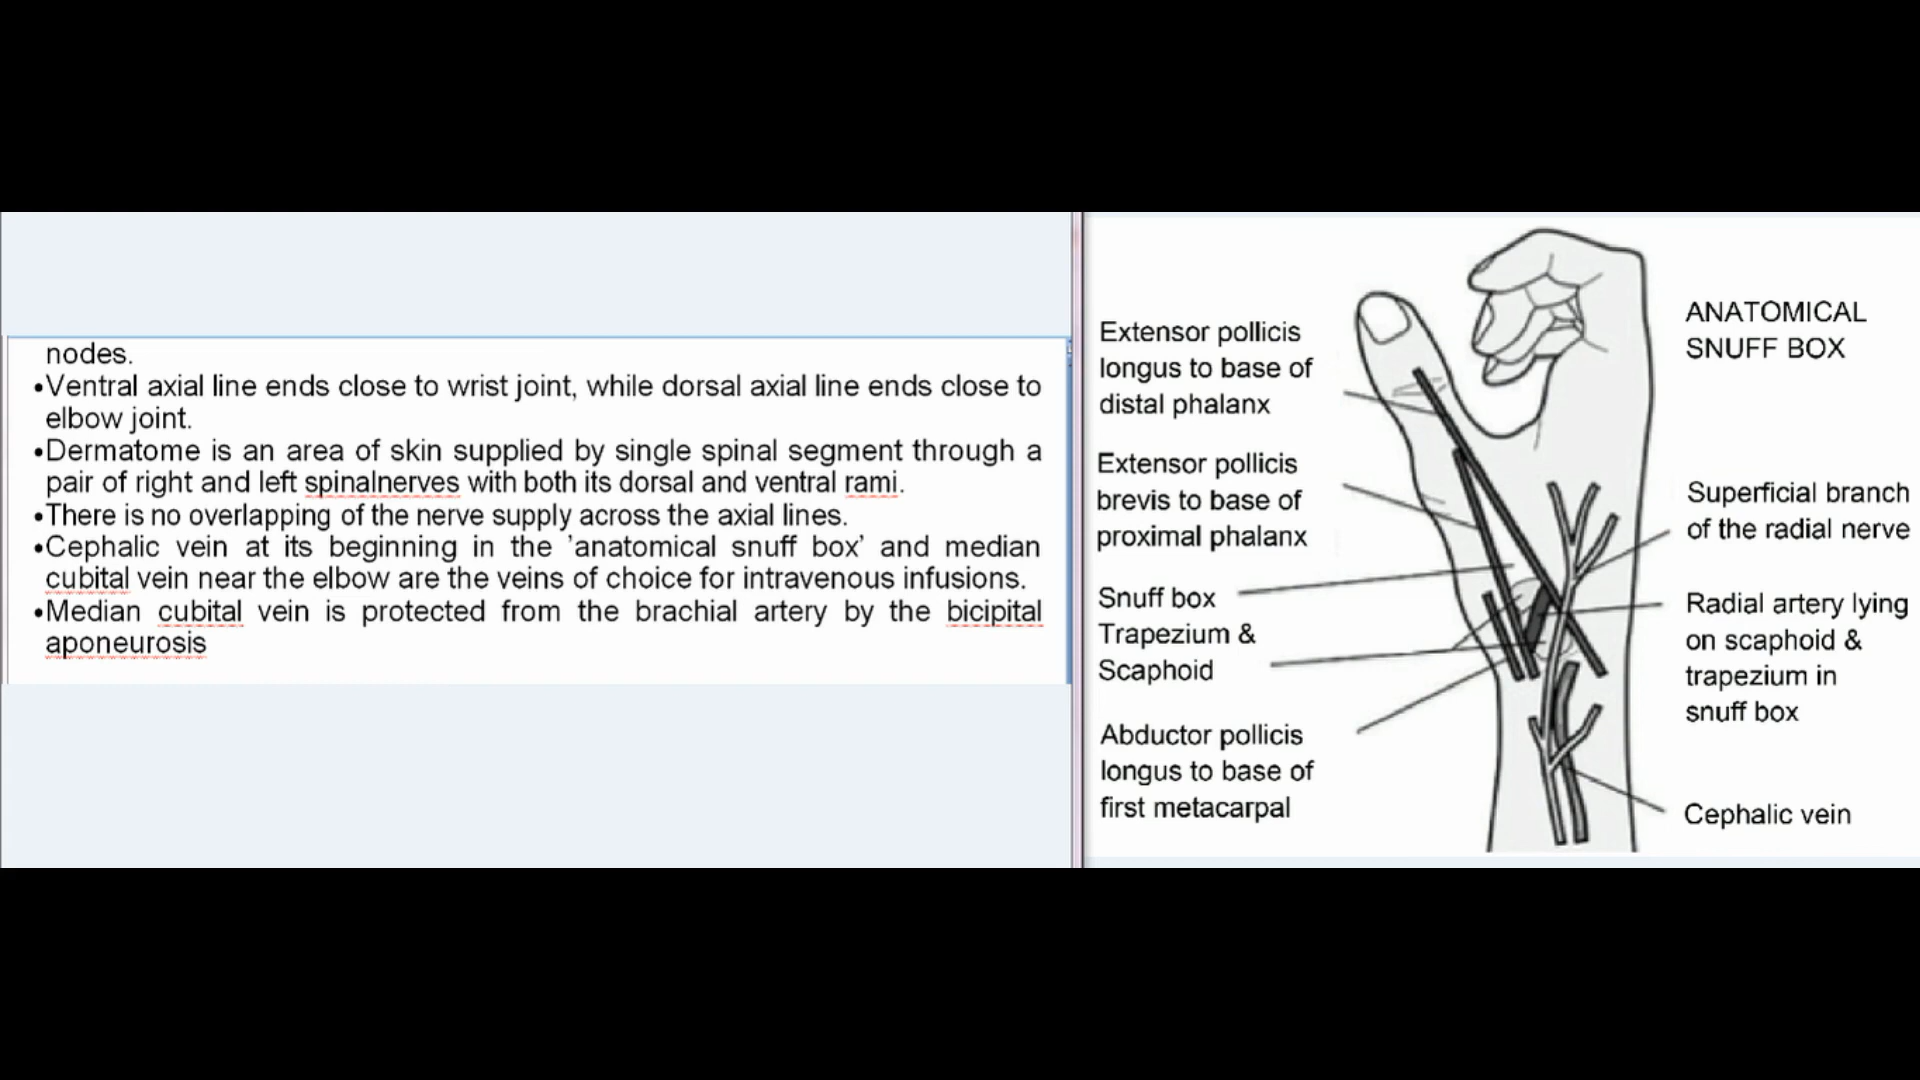 nodes.
•Ventral axial line ends close to wrist joint, while dorsal axial line ends close to
elbow joint.
•Dermatome is an area of skin supplied by single spinal segment through a
pair of right and left spinalnerves with both its dorsal and ventral rami.
•There is no overlapping of the nerve supply across the axial lines.
•Cephalic vein at its beginning in the 'anatomical snuff box' and median
cubital vein near the elbow are the veins of choice for intravenous infusions.
•Median cubital vein is protected from the brachial artery by the bicipital
aponeurosis
ANATOMICAL
SNUFF BOX
Extensor pollicis
longus to base of
distal phalanx
Extensor pollicis
brevis to base of
proximal phalanx
Snuff box
Trapezium &
Scaphoid
Abductor pollicis
longus to base of
first metacarpal
Superficial branch
of the radial nerve
Radial artery lying
on scaphoid &
trapezium in
snuff box
Cephalic vein